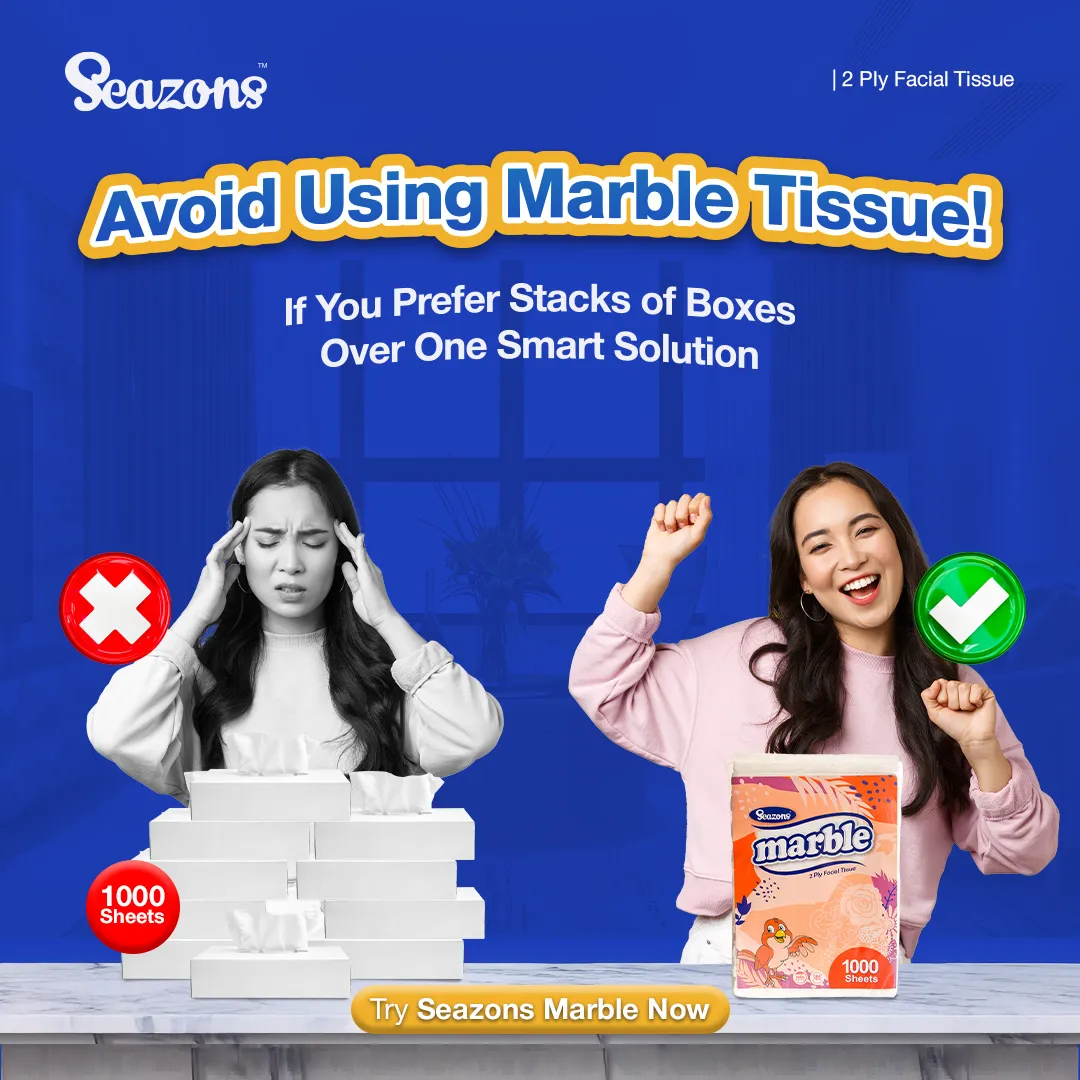 Seazons™
| 2 Ply Facial Tissue
Avoid Using Marble Tissue!
If You Prefer Stacks of Boxes
Over One Smart Solution
1000
Sheets
Seazons
marble
2 Ply Facial Tissue
1000
Sheets
Try Seazons Marble Now